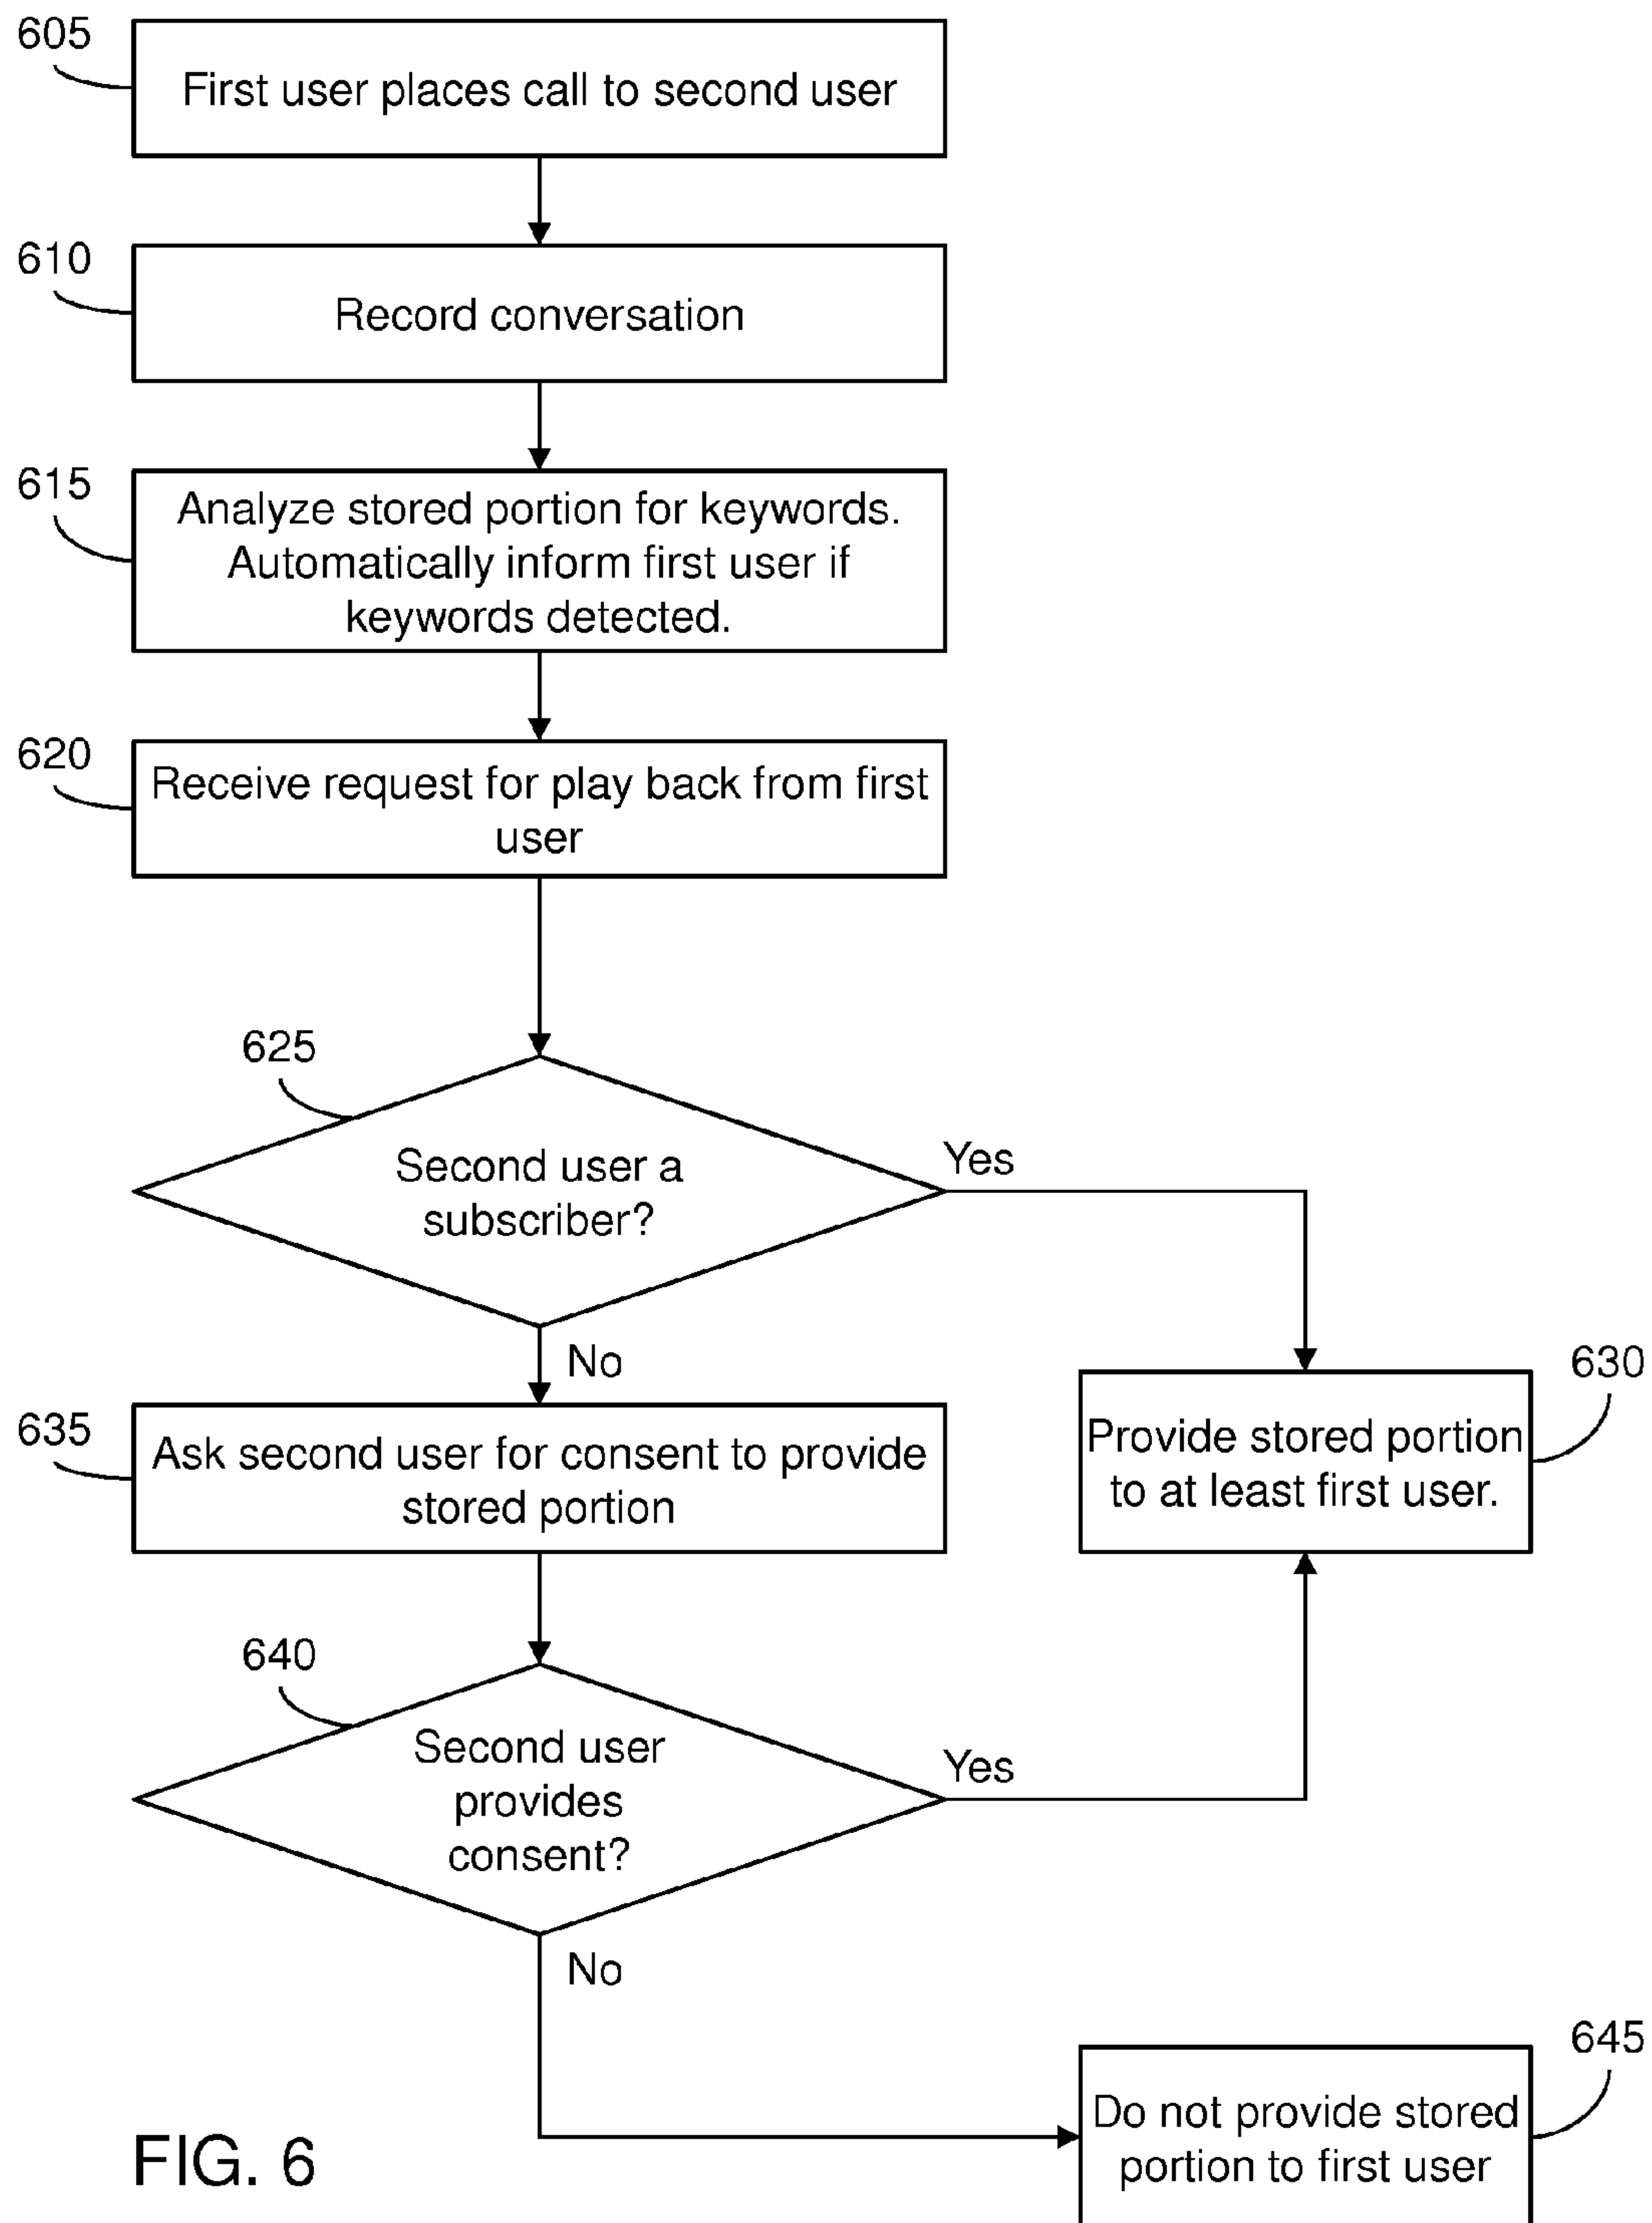 605
First user places call to second user
610
Record conversation
615
Analyze stored portion for keywords.
Automatically inform first user if
keywords detected.
620
Receive request for play back from first
user
625
Second user a
subscriber?
Yes
No
630
Provide stored portion
to at least first user.
635
Ask second user for consent to provide
stored portion
640
Second user
provides
consent?
Yes
No
645
Do not provide stored
portion to first user
FIG. 6